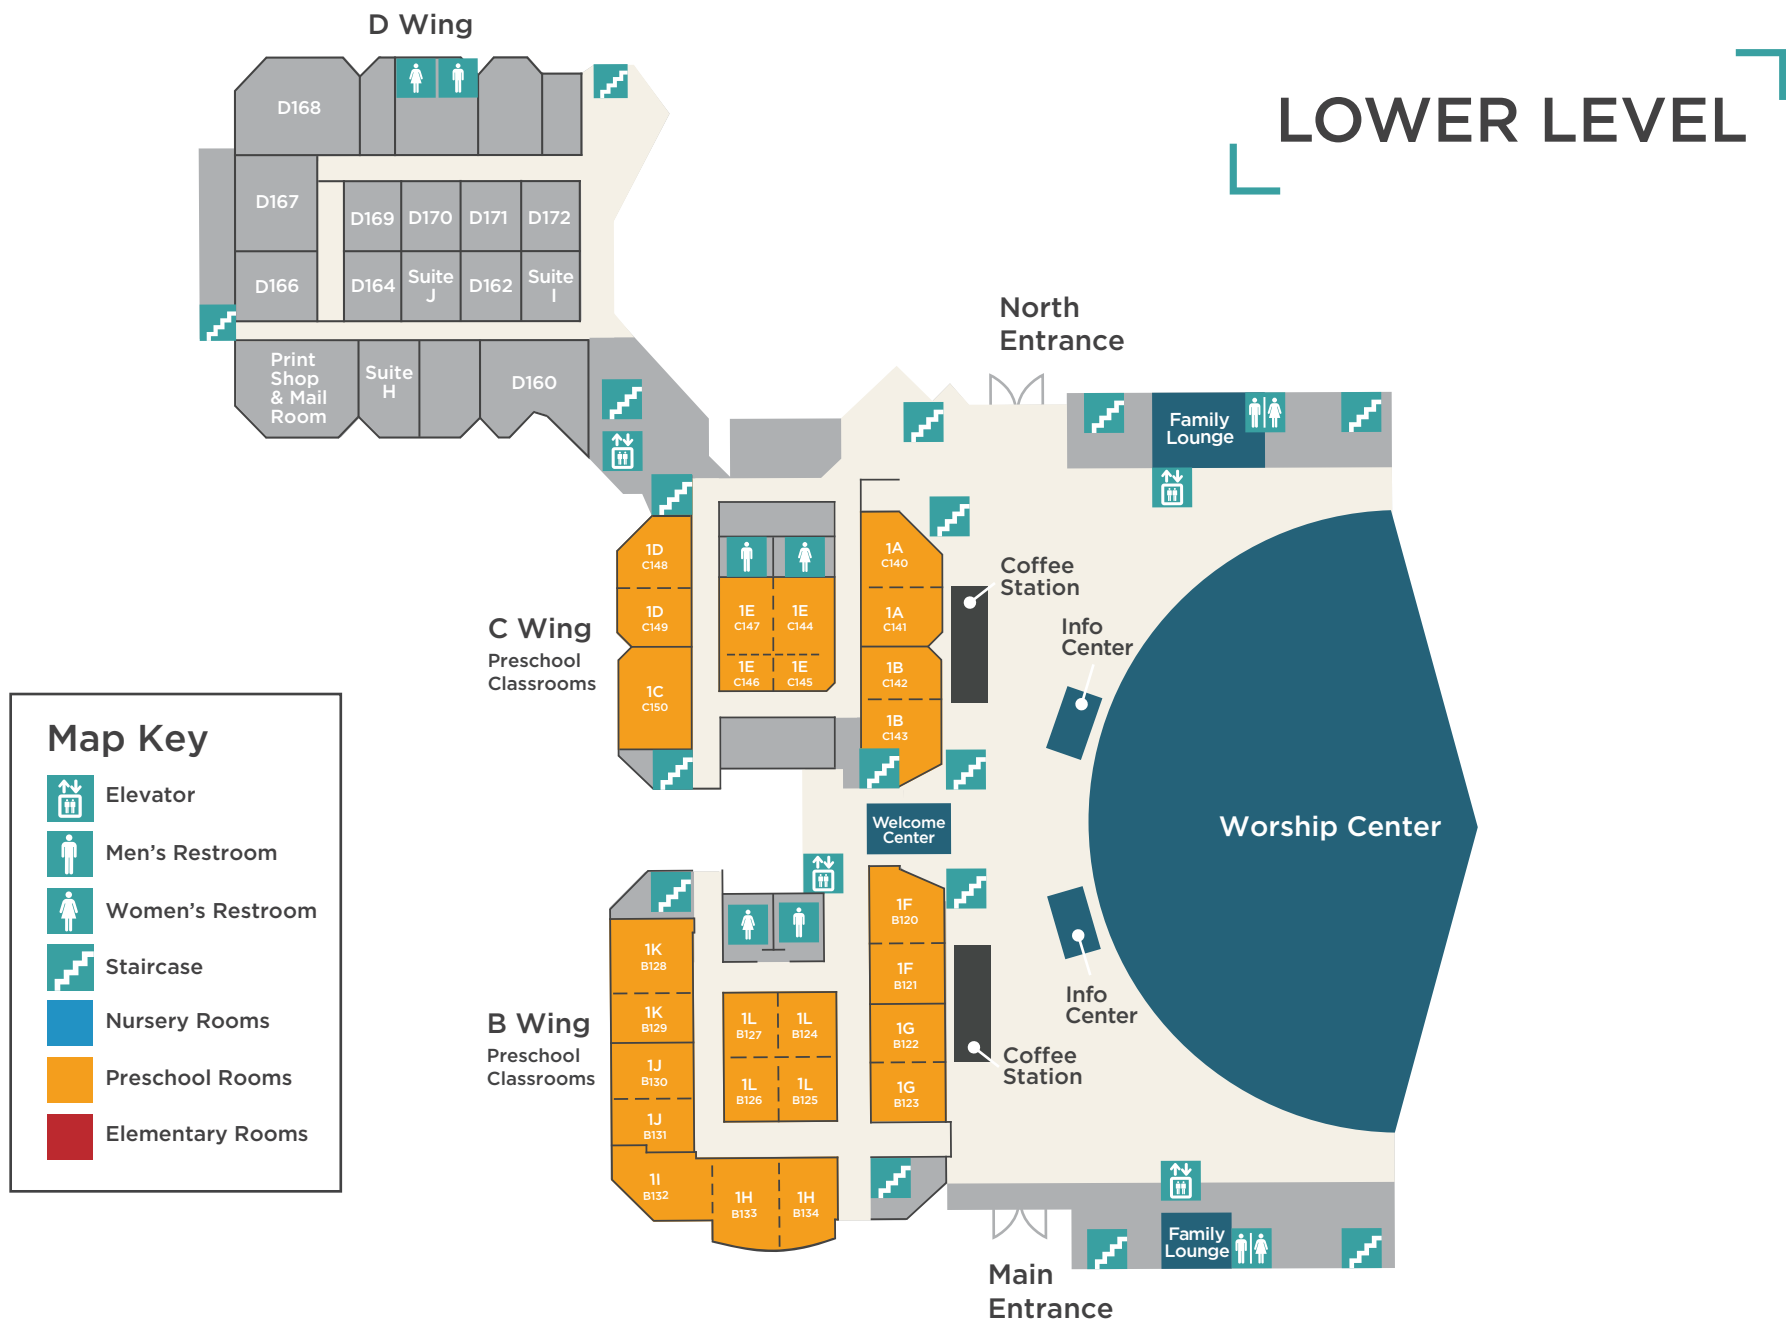 D Wing
LOWER LEVEL
D168
D167
D169
D170
D171
D172
D166
D164
Suite
J
D162
Suite
I
Print
Shop
& Mail
Room
Suite
H
D160
North
Entrance
Family
Lounge
C Wing
Preschool
Classrooms
1D
C148
1D
C149
1C
C150
1E
C147
1E
C144
1E
C146
1E
C145
1A
C140
1A
C141
1B
C142
1B
C143
Coffee
Station
Info
Center
Worship Center
Welcome
Center
Map Key
Elevator
Men's Restroom
Women's Restroom
Staircase
Nursery Rooms
Preschool Rooms
Elementary Rooms
B Wing
Preschool
Classrooms
1K
B128
1K
B129
1J
B130
1J
B131
1I
B132
1H
B133
1H
B134
1L
B127
1L
B124
1L
B126
1L
B125
1F
B120
1F
B121
1G
B122
1G
B123
Info
Center
Coffee
Station
Family
Lounge
Main
Entrance